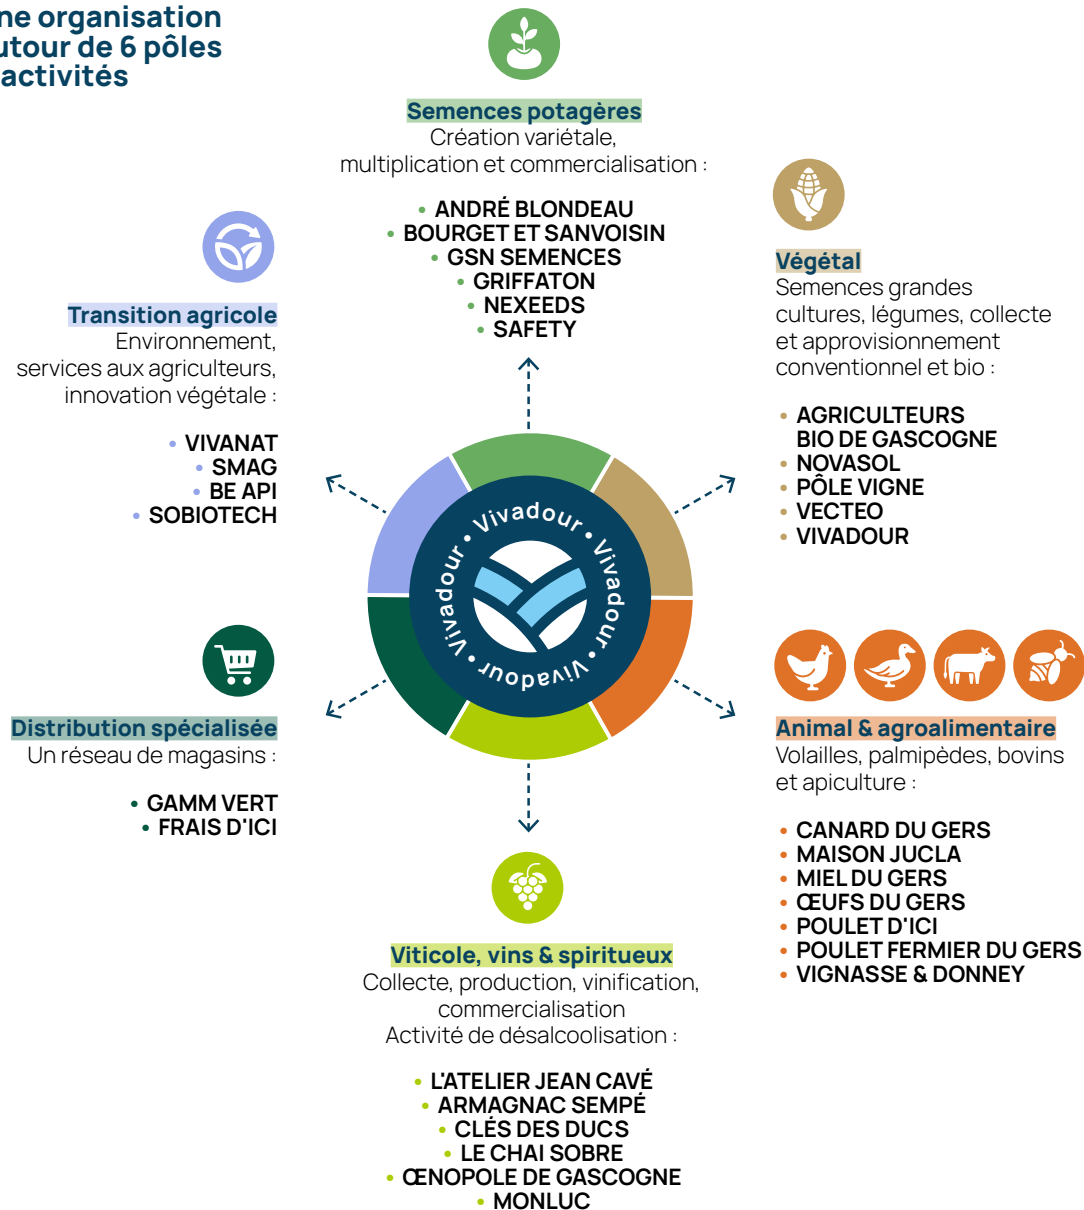 ne organisation
utour de 6 pôles
activités
Semences potagères
Création variétale,
multiplication et commercialisation :
• ANDRÉ BLONDEAU
• BOURGET ET SANVOISIN
• GSN SEMENCES
• GRIFFATON
• NEXEEDS
• SAFETY
Végétal
Semences grandes
cultures, légumes, collecte
et approvisionnement
conventionnel et bio :
• AGRICULTEURS
BIO DE GASCOGNE
• NOVASOL
• PÔLE VIGNE
• VECTEO
• VIVADOUR
Transition agricole
Environnement,
services aux agriculteurs,
innovation végétale :
• VIVANAT
• SMAG
• BE API
• SOBIOTECH
Vivadour • Vivadour • Vivadour • Vivadour •
Distribution spécialisée
Un réseau de magasins :
• GAMM VERT
• FRAIS D'ICI
Animal & agroalimentaire
Volailles, palmipèdes, bovins
et apiculture :
• CANARD DU GERS
• MAISON JUCLA
• MIEL DU GERS
• ŒUFS DU GERS
• POULET D'ICI
• POULET FERMIER DU GERS
• VIGNASSE & DONNEY
Viticole, vins & spiritueux
Collecte, production, vinification,
commercialisation
Activité de désalcoolisation :
• L'ATELIER JEAN CAVÉ
• ARMAGNAC SEMPÉ
• CLÉS DES DUCS
• LE CHAI SOBRE
• ŒNOPOLE DE GASCOGNE
• MONLUC